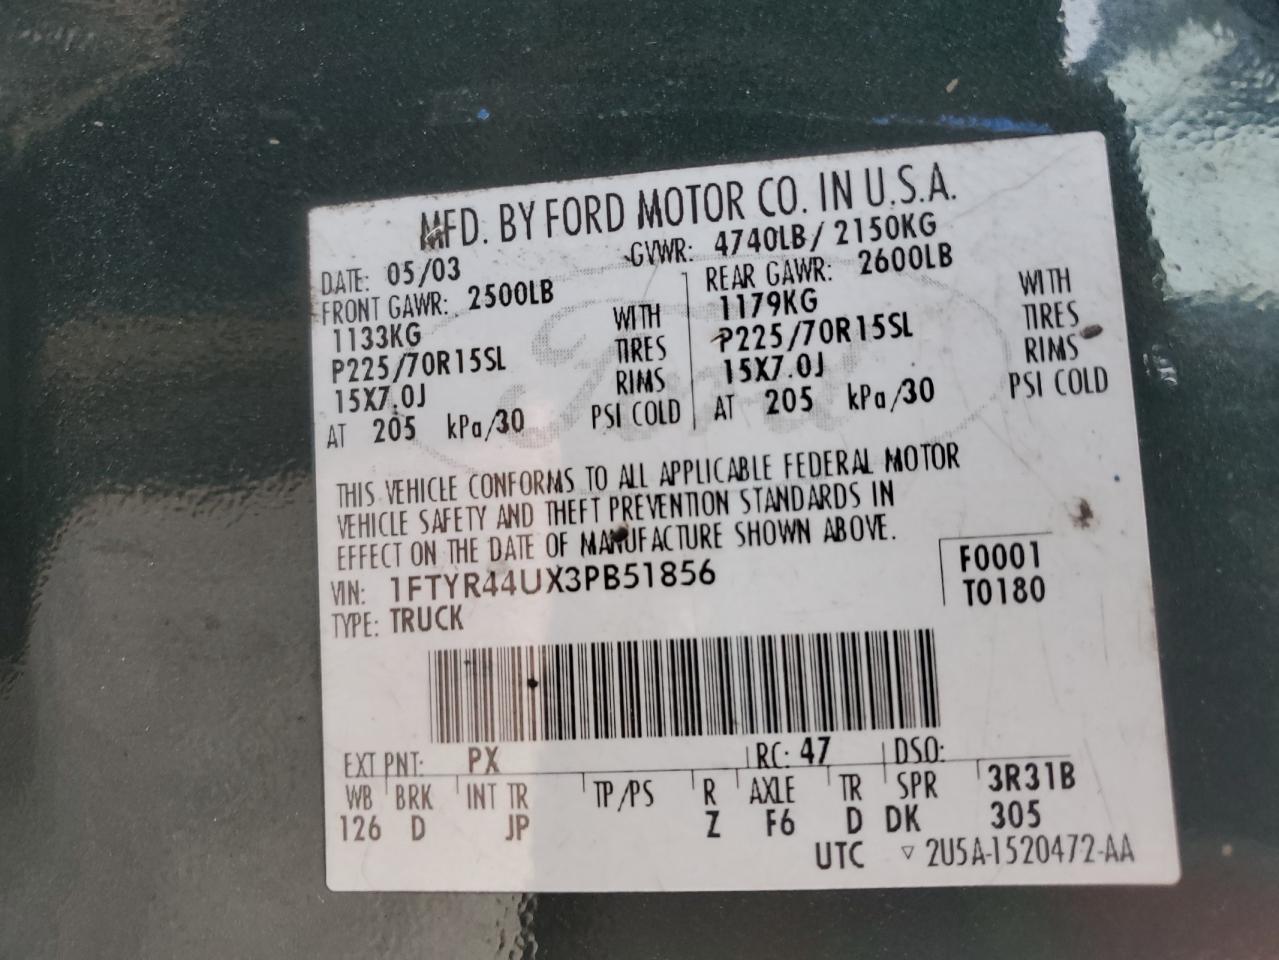 MFD. BY FORD MOTOR CO. IN U.S.A.
DATE: 05/03 GVWR: 4740LB/ 2150KG
FRONT GAWR: 2500LB REAR GAWR: 2600LB
1133KG WITH 1179KG WITH
P225/70R15SL TIRES P225/70R15SL TIRES
15X7.0J RIMS 15X7.0J RIMS
AT 205 kPa/30 PSI COLD AT 205 kPa/30 PSI COLD
Ford
THIS VEHICLE CONFORMS TO ALL APPLICABLE FEDERAL MOTOR
VEHICLE SAFETY AND THEFT PREVENTION STANDARDS IN
EFFECT ON THE DATE OF MANUFACTURE SHOWN ABOVE.
VIN: 1FTYR44UX3PB51856 F0001
TYPE: TRUCK T0180
EXT PNT: PX RC: 47 DSO:
WB BRK INT TR TP/PS R AXLE TR SPR 3R31B
126 D JP Z F6 D DK 305
UTC ▽ 2U5A-1520472-AA